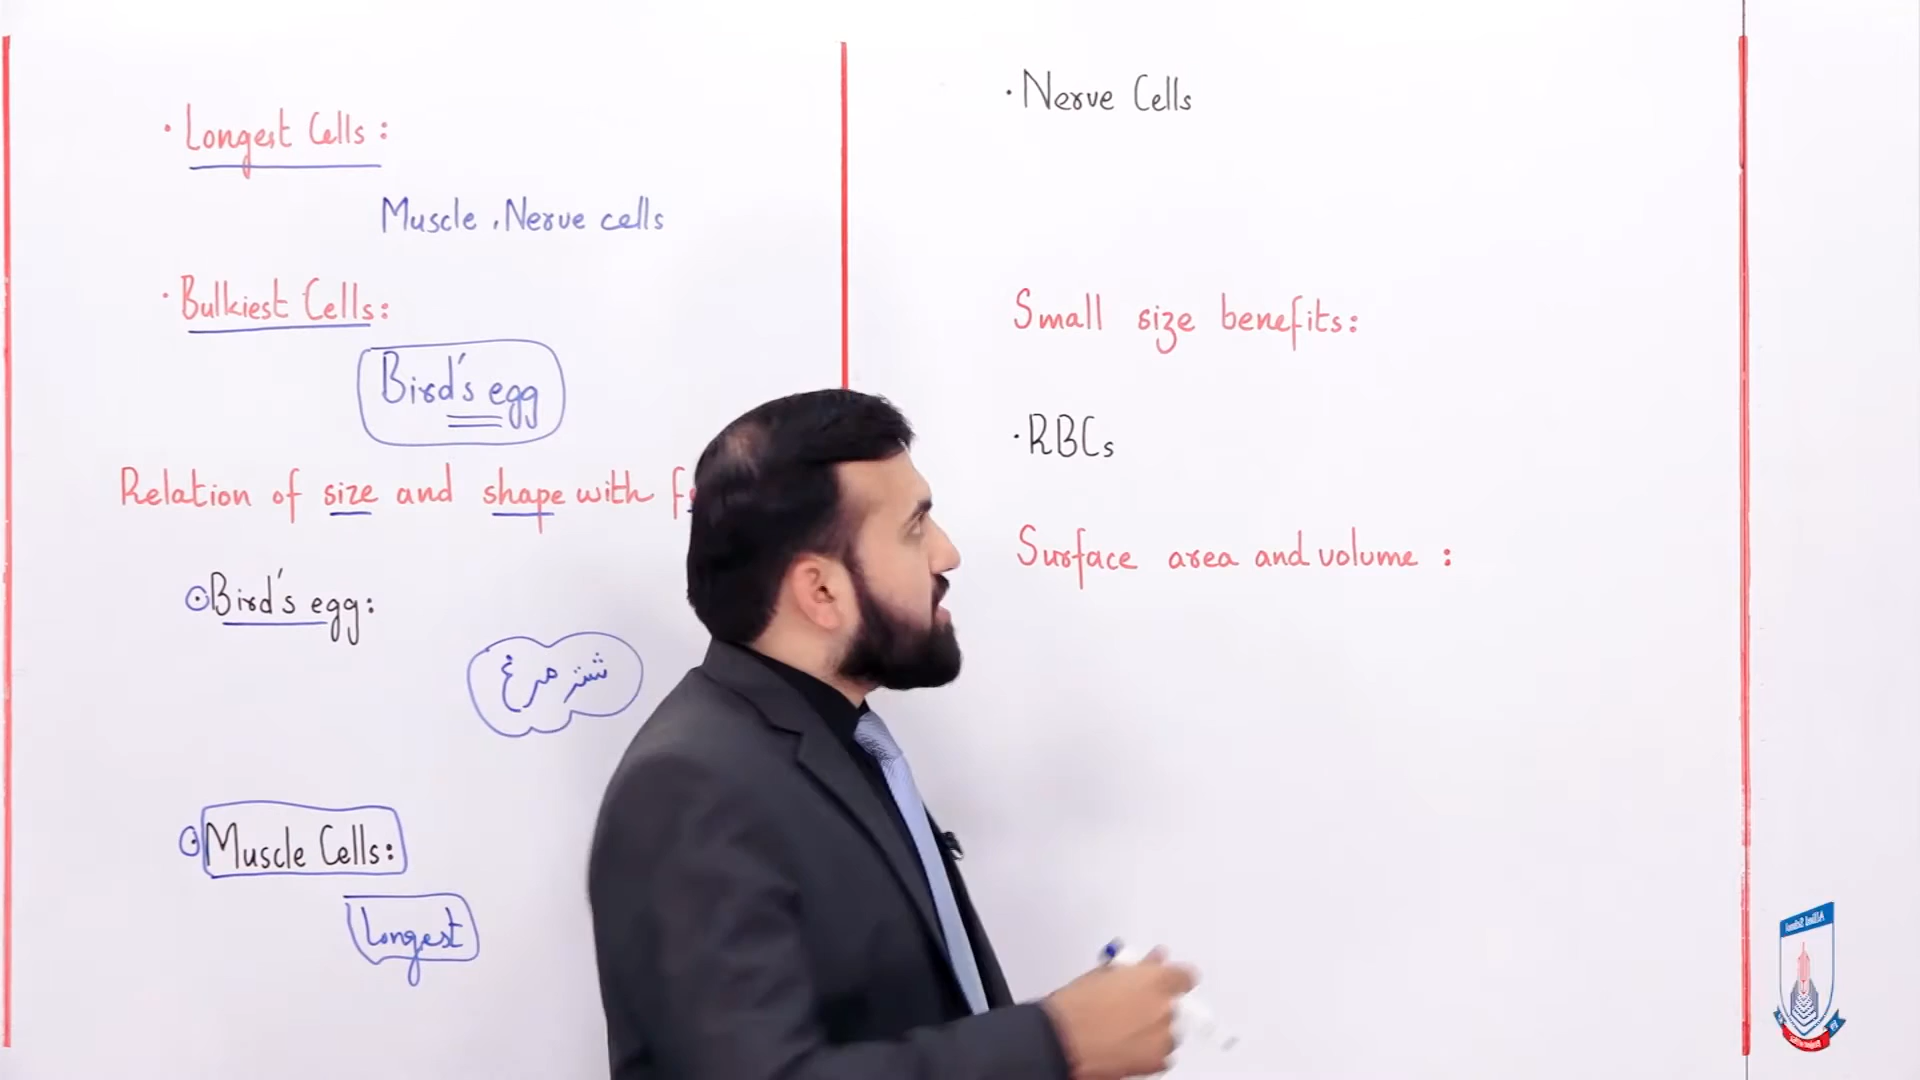 · Longest Cells :
Muscle , Nerve cells
· Bulkiest Cells:
Bird's egg
Relation of size and shape with
Bird's egg:
شتر مرغ
Muscle Cells:
Longest
· Nerve Cells
Small size benefits:
· RBCs
Surface area and volume :